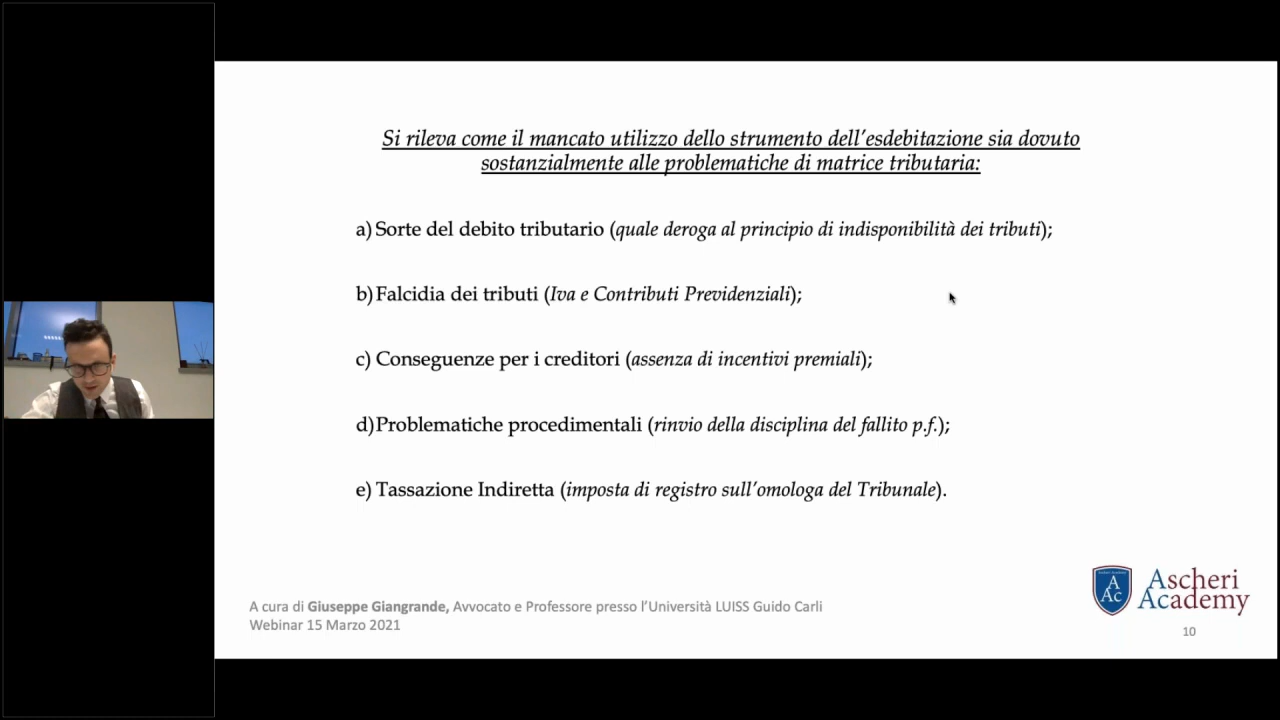 Si rileva come il mancato utilizzo dello strumento dell'esdebitazione sia dovuto
sostanzialmente alle problematiche di matrice tributaria:
a) Sorte del debito tributario (quale deroga al principio di indisponibilità dei tributi);
b) Falcidia dei tributi (Iva e Contributi Previdenziali);
c) Conseguenze per i creditori (assenza di incentivi premiali);
d) Problematiche procedimentali (rinvio della disciplina del fallito p.f.);
e) Tassazione Indiretta (imposta di registro sull'omologa del Tribunale).
A cura di Giuseppe Giangrande, Avvocato e Professore presso l'Università LUISS Guido Carli
Webinar 15 Marzo 2021
A
Ac
Ascheri
Academy
10